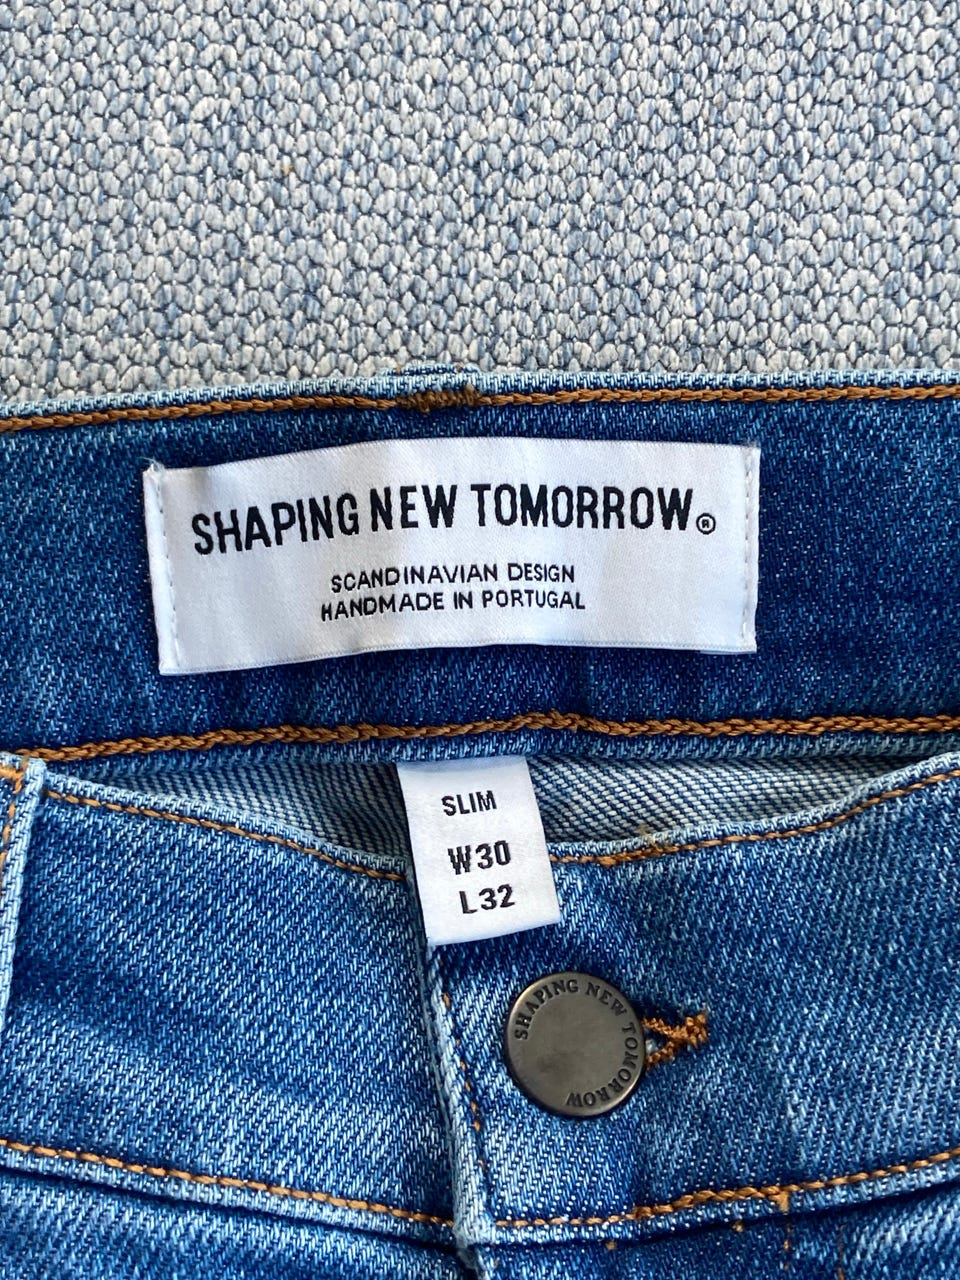 SHAPING NEW TOMORROW®
SCANDINAVIAN DESIGN
HANDMADE IN PORTUGAL
SLIM
W30
L32
SHAPING NEW TOMORROW